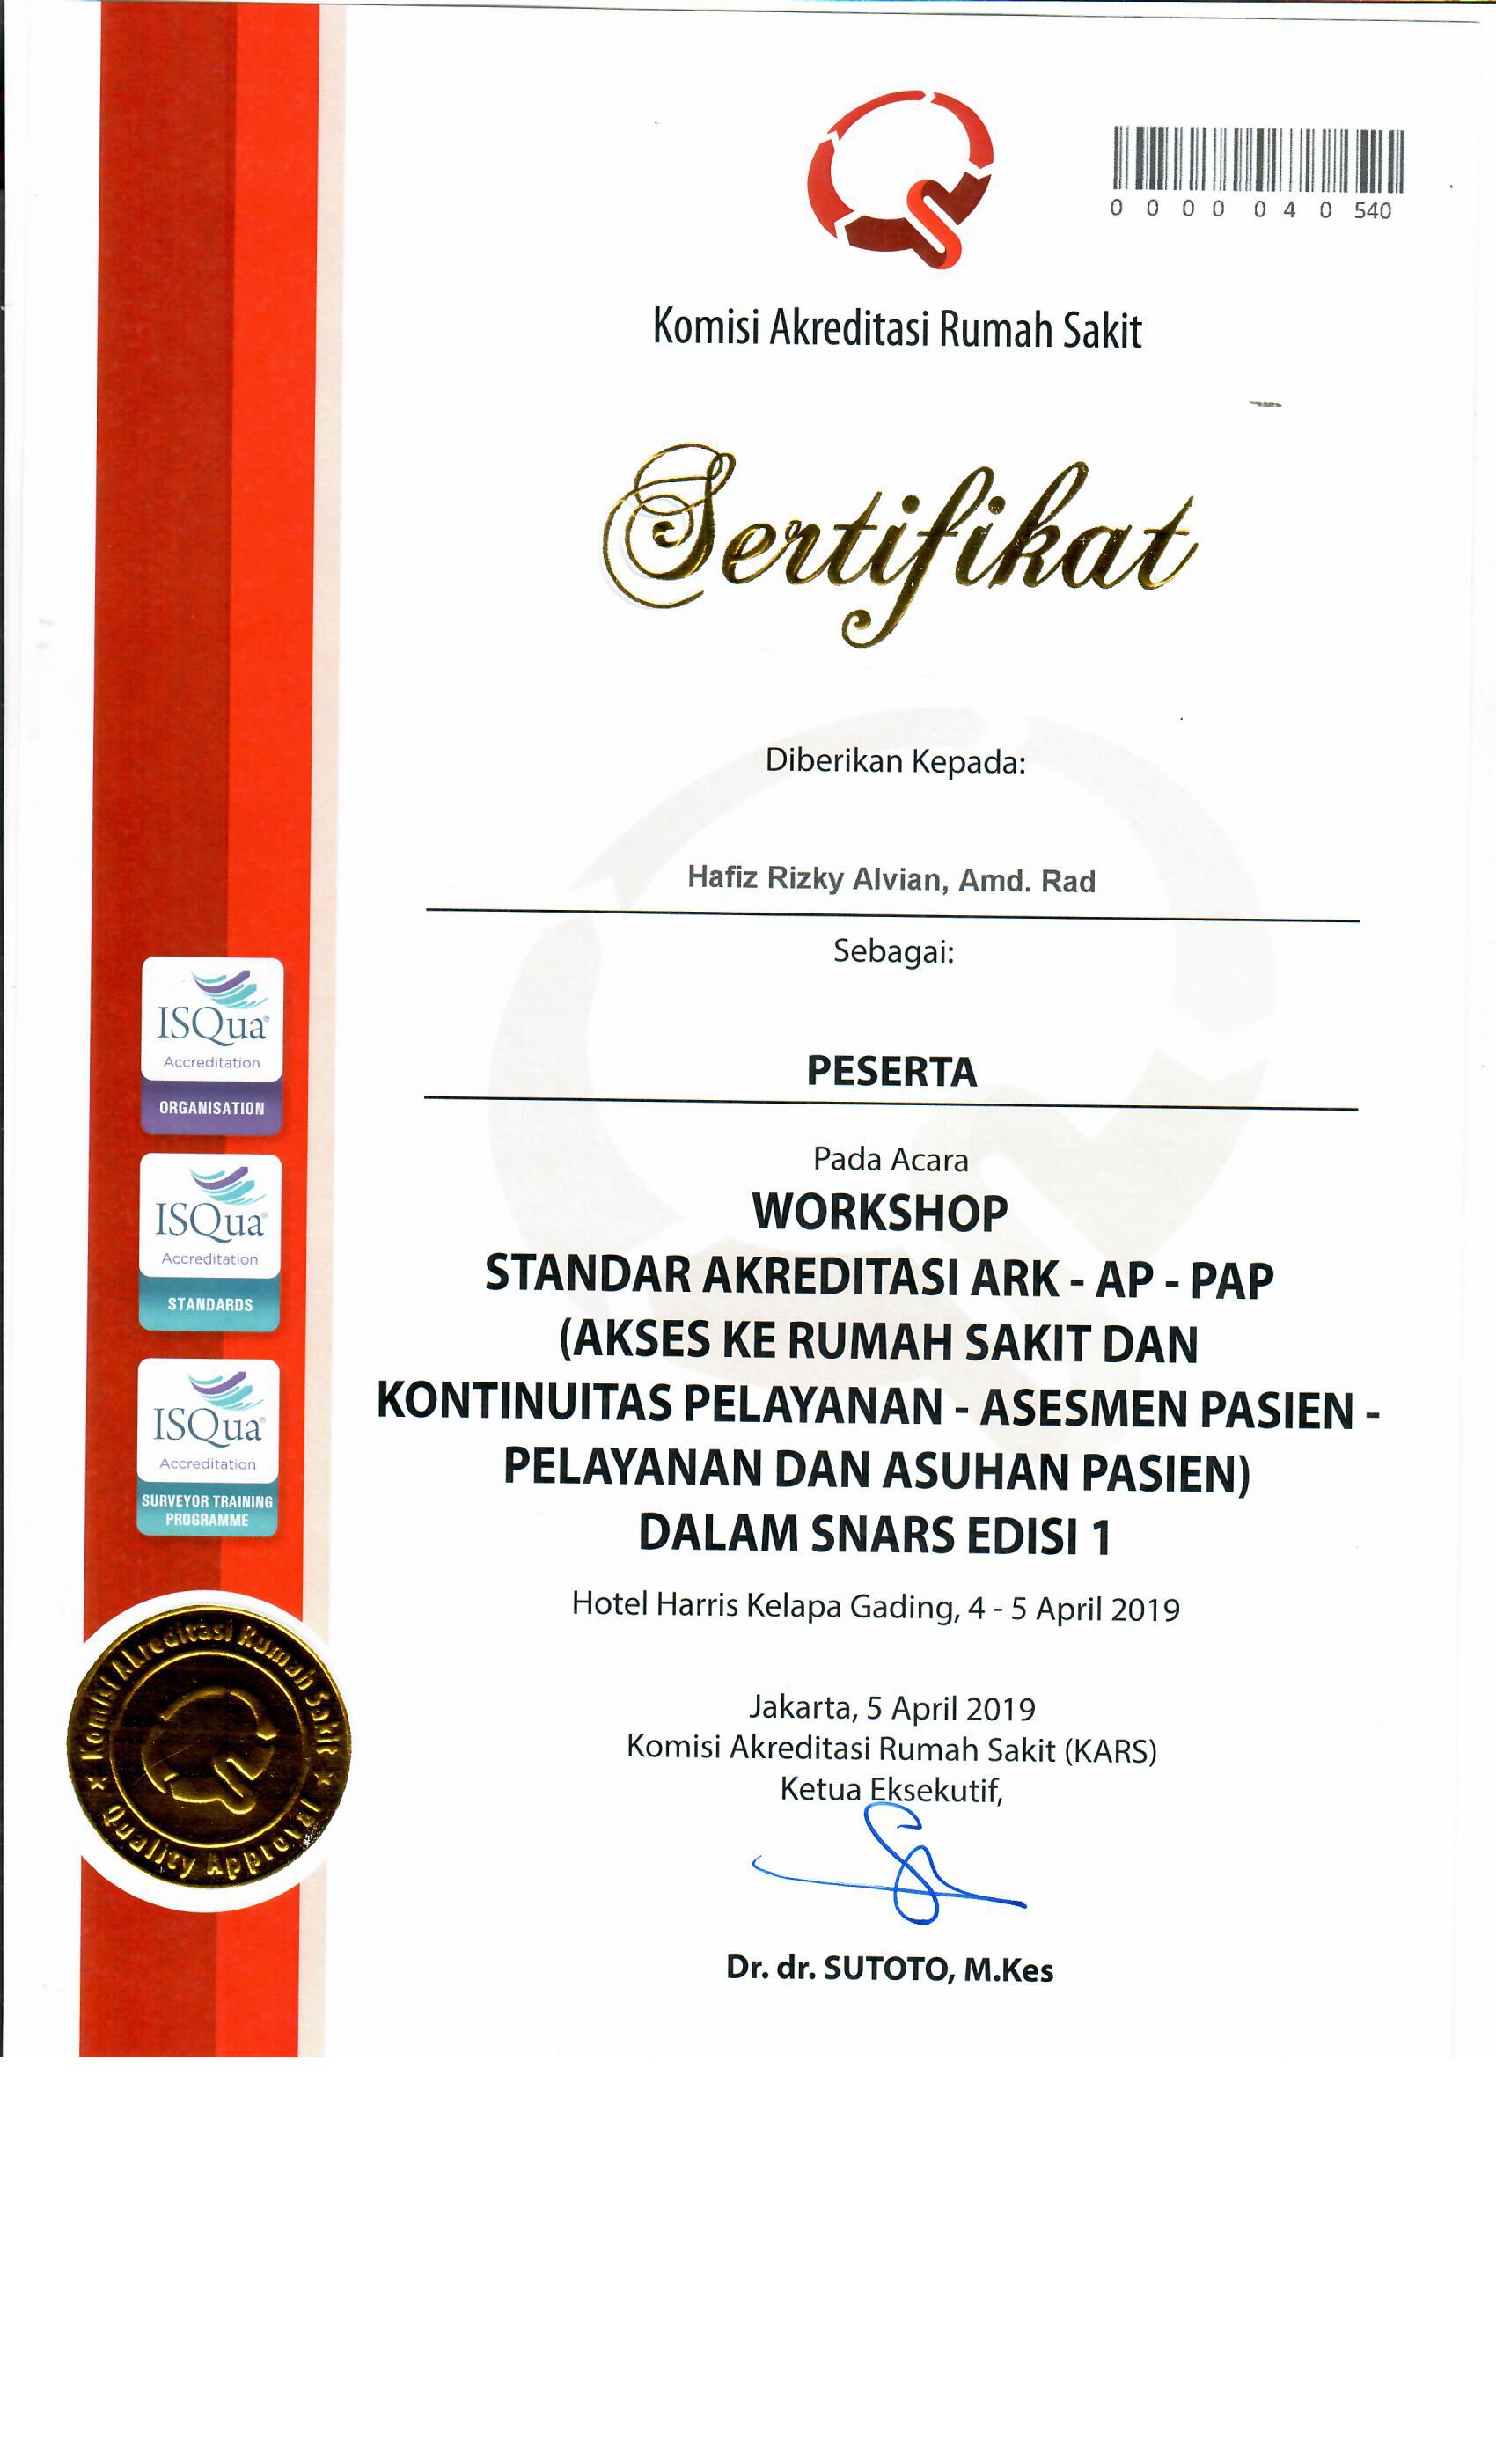 0 0 0 0 0 4 0 540
Komisi Akreditasi Rumah Sakit
Sertifikat
Diberikan Kepada:
Hafiz Rizky Alvian, Amd. Rad
Sebagai:
PESERTA
Pada Acara
WORKSHOP
STANDAR AKREDITASI ARK - AP - PAP
(AKSES KE RUMAH SAKIT DAN
KONTINUITAS PELAYANAN - ASESMEN PASIEN -
PELAYANAN DAN ASUHAN PASIEN)
DALAM SNARS EDISI 1
Hotel Harris Kelapa Gading, 4 - 5 April 2019
Jakarta, 5 April 2019
Komisi Akreditasi Rumah Sakit (KARS)
Ketua Eksekutif,
Dr. dr. SUTOTO, M.Kes
ISQua®
Accreditation
ORGANISATION
ISQua®
Accreditation
STANDARDS
ISQua®
Accreditation
SURVEYOR TRAINING
PROGRAMME
Komisi Akreditasi Rumah Sakit
Quality Approval